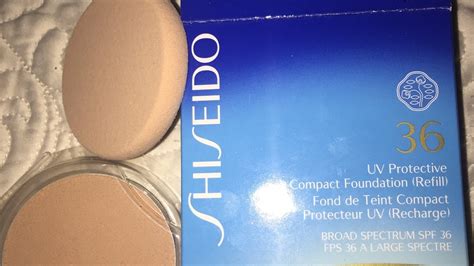 SHISEIDO
36
UV Protective
Compact Foundation (Refill)
Fond de Teint Compact
Protecteur UV (Recharge)
BROAD SPECTRUM SPF 36
FPS 36 A LARGE SPECTRE